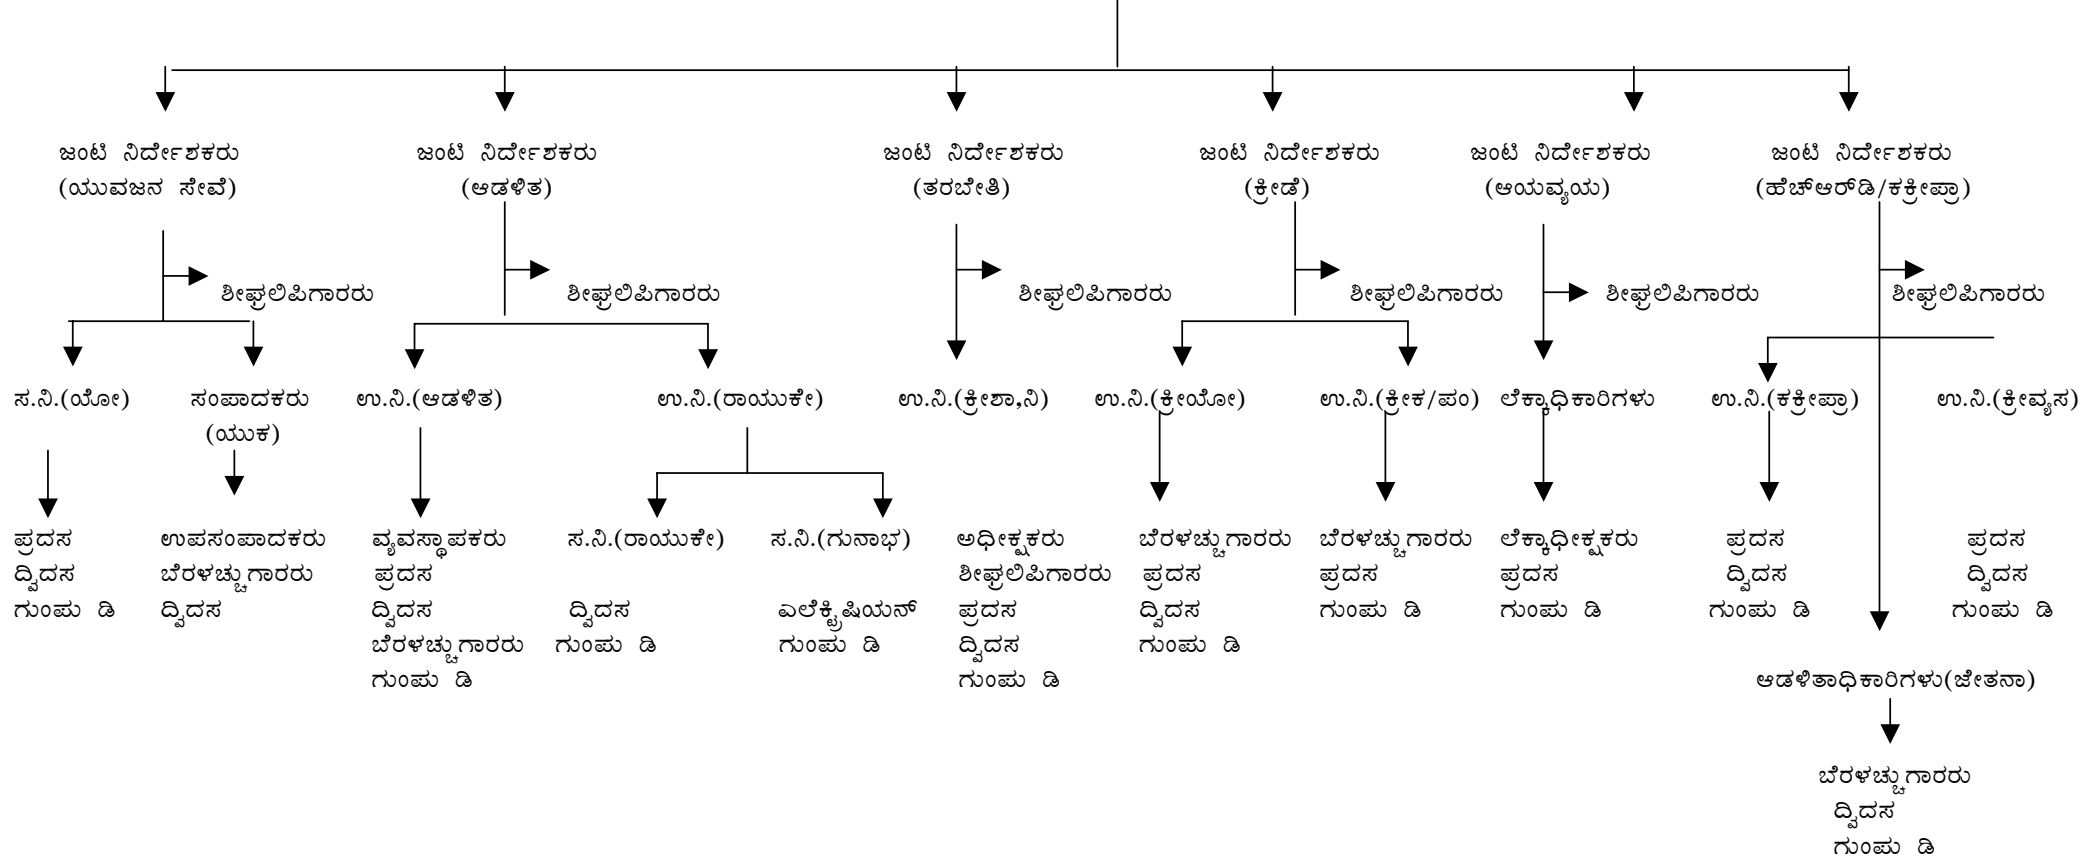 ಜಂಟಿ ನಿರ್ದೇಶಕರು ಜಂಟಿ ನಿರ್ದೇಶಕರು ಜಂಟಿ ನಿರ್ದೇಶಕರು ಜಂಟಿ ನಿರ್ದೇಶಕರು ಜಂಟಿ ನಿರ್ದೇಶಕರು ಜಂಟಿ ನಿರ್ದೇಶಕರು
(ಯುವಜನ ಸೇವೆ) (ಆಡಳಿತ) (ತರಬೇತಿ) (ಕ್ರೀಡೆ) (ಆಯವ್ಯಯ) (ಹೆಚ್‌ಆರ್‌ಡಿ/ಕಕ್ರೀಪ್ರಾ)
ಶೀಘ್ರಲಿಪಿಗಾರರು ಶೀಘ್ರಲಿಪಿಗಾರರು ಶೀಘ್ರಲಿಪಿಗಾರರು ಶೀಘ್ರಲಿಪಿಗಾರರು ಶೀಘ್ರಲಿಪಿಗಾರರು ಶೀಘ್ರಲಿಪಿಗಾರರು
ಸ.ನಿ.(ಯೋ) ಸಂಪಾದಕರು ಉ.ನಿ.(ಆಡಳಿತ) ಉ.ನಿ.(ರಾಯುಕೇ) ಉ.ನಿ.(ಕ್ರೀಶಾ,ನಿ) ಉ.ನಿ.(ಕ್ರೀಯೋ) ಉ.ನಿ.(ಕ್ರೀಕ/ಪಂ) ಲೆಕ್ಕಾಧಿಕಾರಿಗಳು ಉ.ನಿ.(ಕಕ್ರೀಪ್ರಾ) ಉ.ನಿ.(ಕ್ರೀವ್ಯಸ)
(ಯುಕ)
ಪ್ರದಸ ಉಪಸಂಪಾದಕರು ವ್ಯವಸ್ಥಾಪಕರು ಸ.ನಿ.(ರಾಯುಕೇ) ಸ.ನಿ.(ಗುನಾಭ) ಅಧೀಕ್ಷಕರು ಬೆರಳಚ್ಚುಗಾರರು ಬೆರಳಚ್ಚುಗಾರರು ಲೆಕ್ಕಾಧೀಕ್ಷಕರು ಪ್ರದಸ ಪ್ರದಸ
ದ್ವಿದಸ ಬೆರಳಚ್ಚುಗಾರರು ಪ್ರದಸ ಶೀಘ್ರಲಿಪಿಗಾರರು ಪ್ರದಸ ಪ್ರದಸ ಪ್ರದಸ ದ್ವಿದಸ ದ್ವಿದಸ
ಗುಂಪು ಡಿ ದ್ವಿದಸ ದ್ವಿದಸ ದ್ವಿದಸ ಎಲೆಕ್ಟ್ರಿಷಿಯನ್ ಪ್ರದಸ ದ್ವಿದಸ ಗುಂಪು ಡಿ ಗುಂಪು ಡಿ ಗುಂಪು ಡಿ ಗುಂಪು ಡಿ
ಬೆರಳಚ್ಚುಗಾರರು ಗುಂಪು ಡಿ ಗುಂಪು ಡಿ ದ್ವಿದಸ ಗುಂಪು ಡಿ
ಗುಂಪು ಡಿ ಗುಂಪು ಡಿ ಆಡಳಿತಾಧಿಕಾರಿಗಳು(ಜೇತನಾ)
ಬೆರಳಚ್ಚುಗಾರರು
ದ್ವಿದಸ
ಗುಂಪು ಡಿ